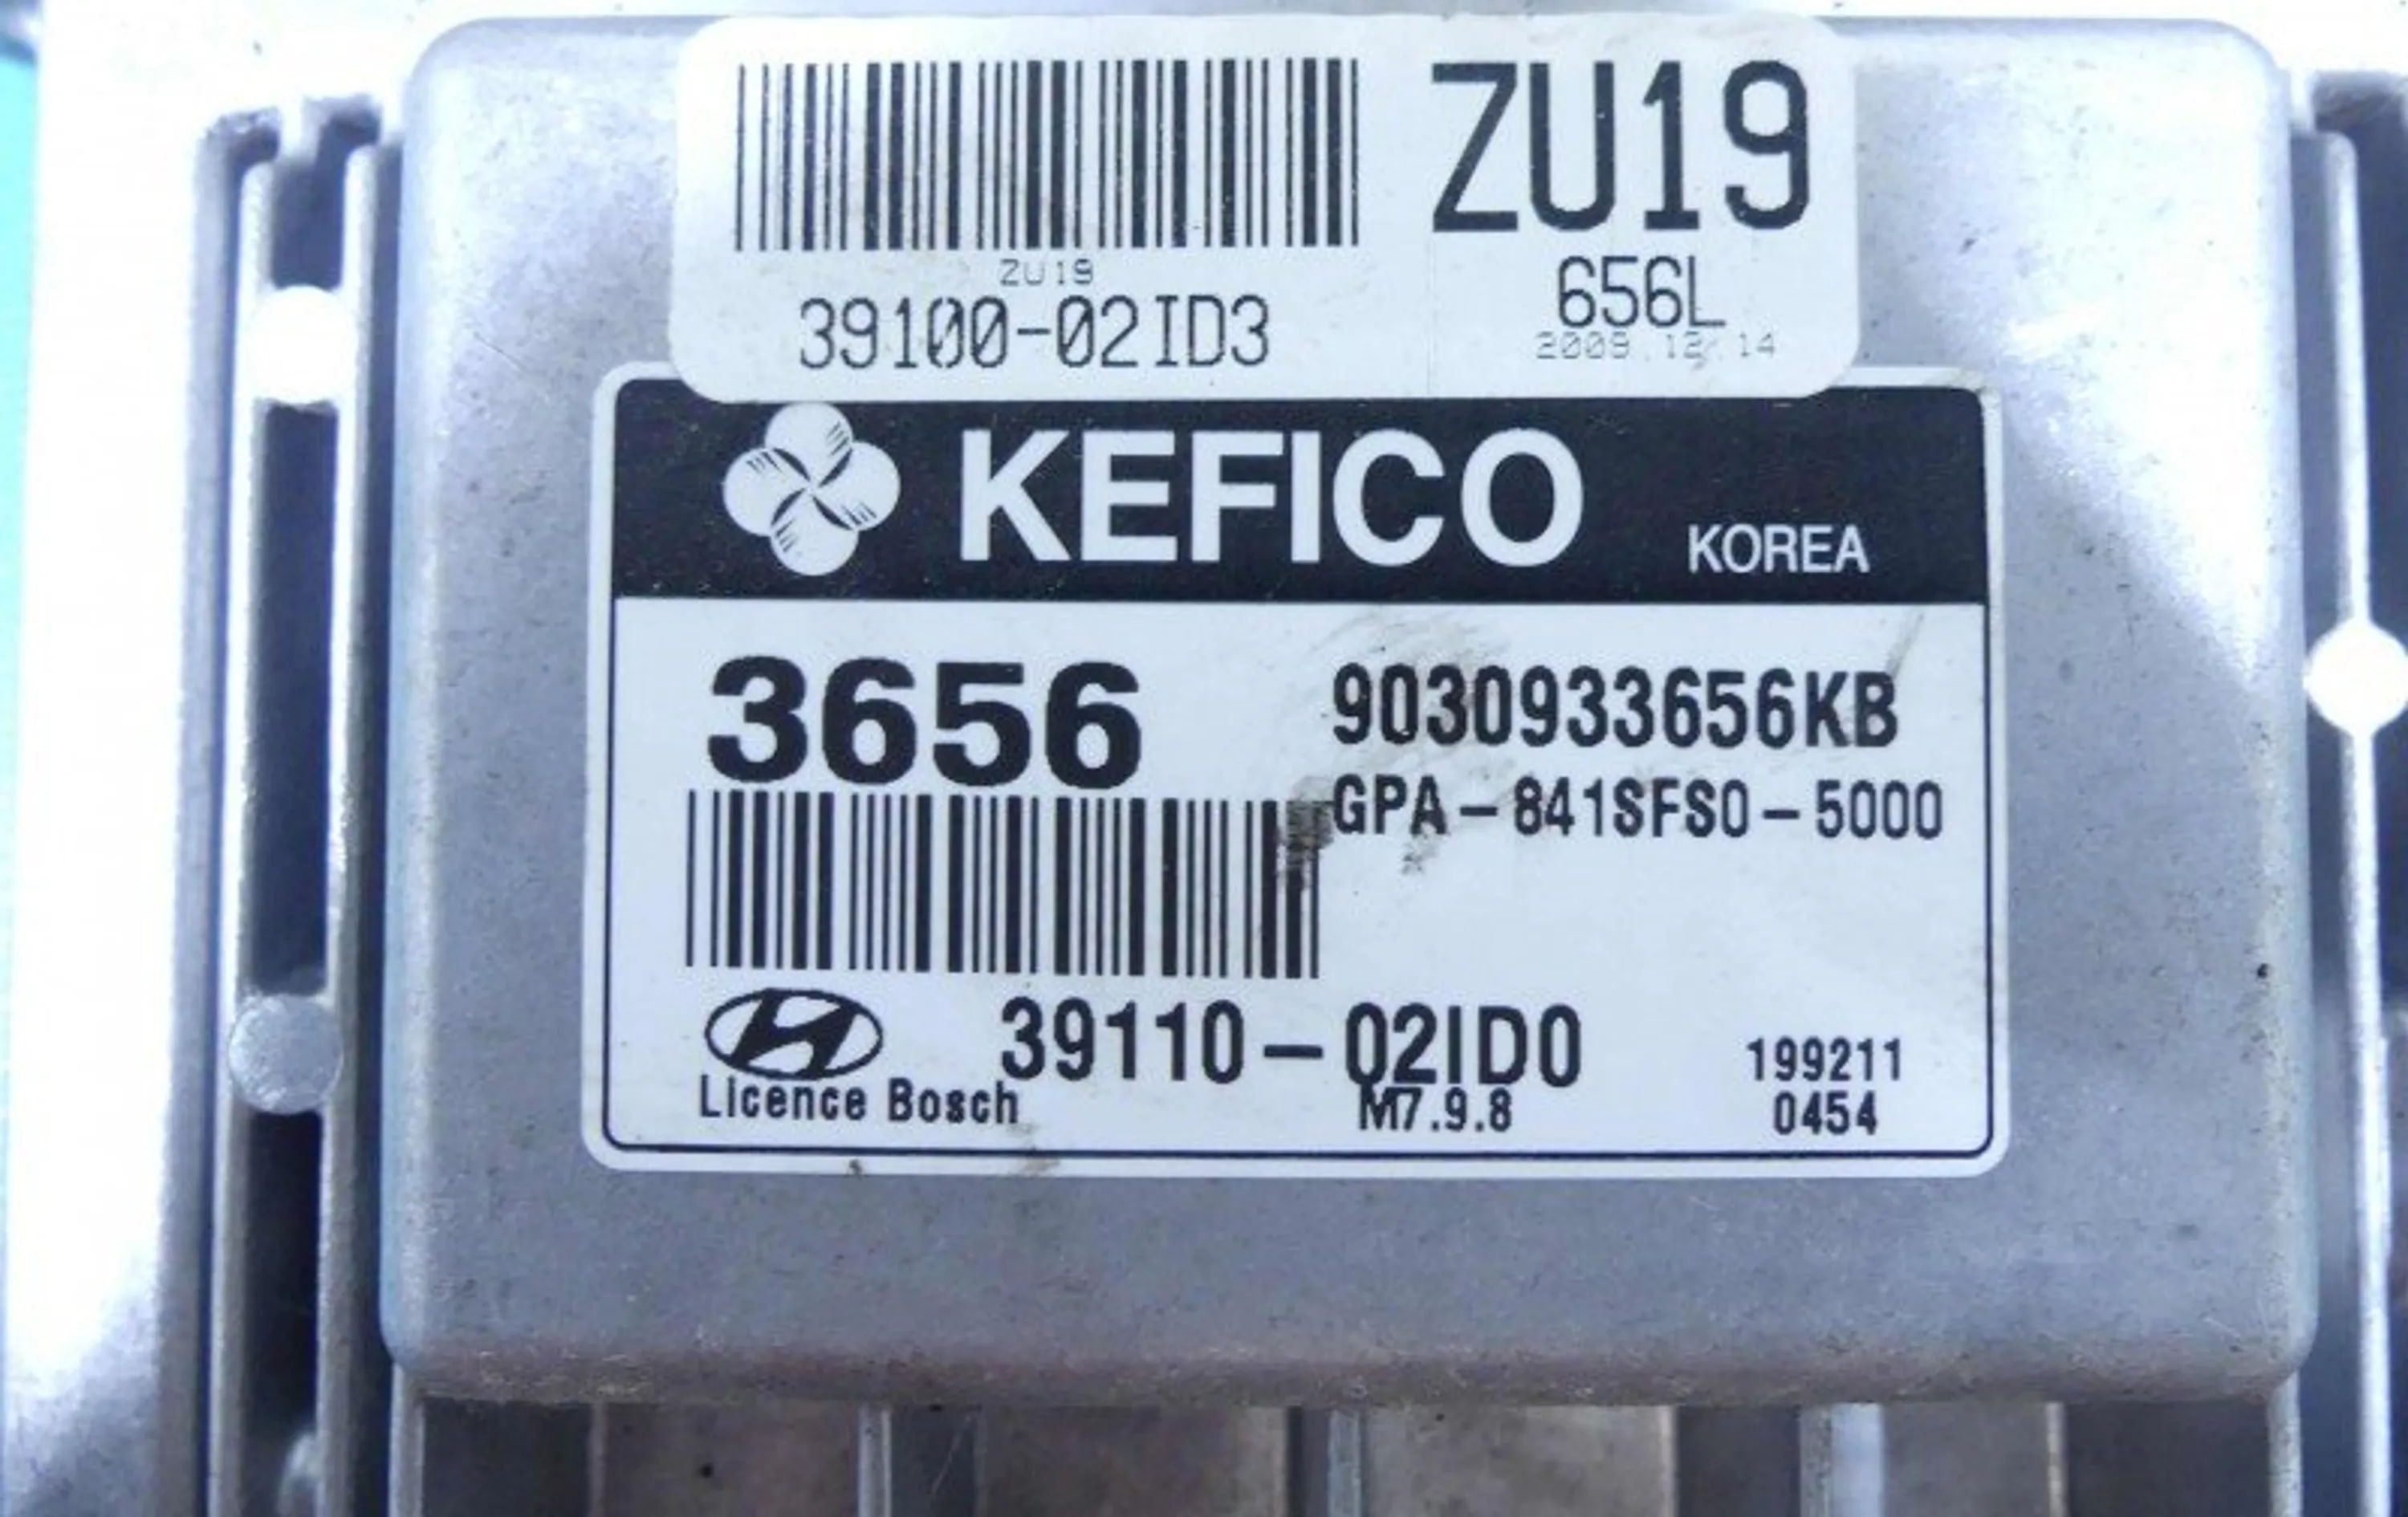 ZU19
ZU19
656L
39100-02ID3
2009.12.14
KEFICO KOREA
3656
9030933656KB
GPA-841SFS0-5000
39110-02ID0
199211
Licence Bosch
M7.9.8
0454